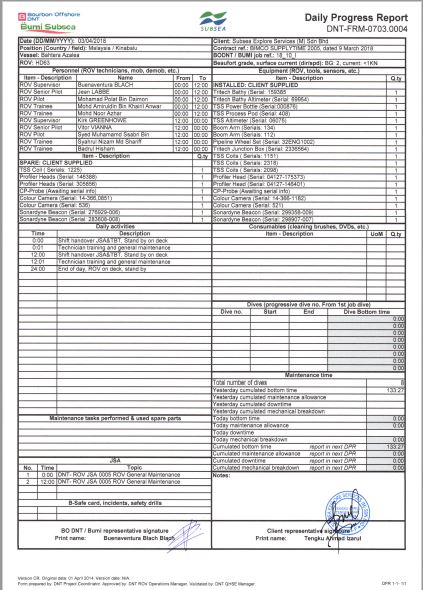 Bourbon Offshore
DNT
Bumi Subsea
SUBSEA
Daily Progress Report
DNT-FRM-0703.0004
Date (DD/MM/YYYY): 03/04/2018
Client: Subsea Explore Services (M) Sdn Bhd
Position (Country / field): Malaysia / Kinabalu
Contract ref.: BIMCO SUPPLYTIME 2005, dated 9 March 2018
Vessel: Bahtera Azalea
BDNT / BUMI job ref.: 18_10_I
ROV: HD63
Beaufort grade, surface current (dir/spd): BG: 2, current: <1KN
Personnel (ROV technicians, mob, demob, etc.)
Equipment (ROV, tools, sensors, etc.)
Item - Description Name From To
Item - Description Q.ty
ROV Supervisor Buenaventura BLACH 00:00 12:00
INSTALLED: CLIENT SUPPLIED
ROV Senior Pilot Jean LABBE 00:00 12:00
Tritech Bathy (Serial: 159385) 1
ROV Pilot Mohamad Polal Bin Daimon 00:00 12:00
Tritech Bathy Altimeter (Serial: 69954) 1
ROV Trainee Mohd Amirudin Bin Khairil Anwar 00:00 12:00
TSS Power Supply (Serial:000876) 1
ROV Trainee Mohd Noor Azhar 00:00 12:00
TSS Process Pod (Serial: 408) 1
ROV Supervisor Kirk GREENHOWE 12:00 00:00
TSS Altimeter (Serial: 06075) 1
ROV Senior Pilot Vitor VIANNA 12:00 00:00
Boom Arm (Serials: 134) 1
ROV Pilot Syed Muhamamd Ssabri Bin 12:00 00:00
Boom Arm (Serials: 112) 1
ROV Trainee Syahrul Nizam Md Shariff 12:00 00:00
Pipeline Wheel Set (Serial: 32ENG1002) 1
ROV Trainee Badrul Hisham 12:00 00:00
Tritech Junction Box (Serial: 2336564) 1
Item - Description Q.ty
TSS Coils (Serials: 1151) 1
SPARE: CLIENT SUPPLIED
TSS Coils (Serials: 2318) 1
TSS Coil (Serials: 1225) 1
TSS Coils (Serials: 2098) 1
Profiler Heads (Serial: 146388) 1
Profiler Head (Serials: 04127-175373) 1
Profiler Heads (Serial: 305856) 1
Profiler Head (Serials: 04127-146401) 1
CP-Probe (Awaiting serial info) 1
CP-Probe (Awaiting serial info) 1
Colour Camera (Serial: 14-366,0851) 1
Colour Camera (Serial: 14-366-1182) 1
Colour Camera (Serial: 536) 1
Colour Camera (Serial: 521) 1
Sonardyne Beacon (Serials: 276929-006) 1
Sonardyne Beacon (Serials: 299358-009) 1
Sonardyne Beacon (Serials: 283608-008) 1
Sonardyne Beacon (Serials: 298907-007) 1
Daily activities
Consumables (cleaning brushes, DVDs, etc.)
Time Description
Item - Description UoM Q.ty
0:00 Shift handover JSA&TBT, Stand by on deck
0:01 Technician training and general maintenance
12:00 Shift handover JSA&TBT, Stand by on deck
12:01 Technician training and general maintenance
24:00 End of day, ROV on deck, stand by
Dives (progressive dive no. From 1st job dive)
Dive no. Start End Dive Bottom time
0:00
0:00
0:00
0:00
0:00
0:00
0:00
0:00
Maintenance time
Total number of dives 8
Yesterday cumulated bottom time 133:27
Yesterday cumulated maintenance allowance
Yesterday cumulated downtime
Yesterday cumulated mechanical breakdown
Maintenance tasks performed & used spare parts
Today bottom time 0:00
Today maintenance allowance 0:00
Today downtime
Today mechanical breakdown 0:00
Cumulated bottom time report in next DPR 133:27
Cumulated maintenance allowance report in next DPR 0:00
Cumulated downtime report in next DPR 0:00
Cumulated mechanical breakdown report in next DPR 0:00
JSA
Notes:
No. Time Topic
1 0:00 DNT- ROV JSA 0005 ROV General Maintenance
2 12:00 DNT- ROV JSA 0005 ROV General Maintenance
B-Safe card, incidents, safety drills
BO DNT / Bumi representative signature
Print name: Buenaventura Blach Blach
Client representative signature
Print name: Tengku Ahmad Izarul
Version CR. Original date: 01 April 2014. Version date: N/A
Form prepared by: DNT Project Coordinator. Approved by: DNT ROV Operations Manager. Validated by: DNT QHSE Manager.
DPR 1-1- 1/1